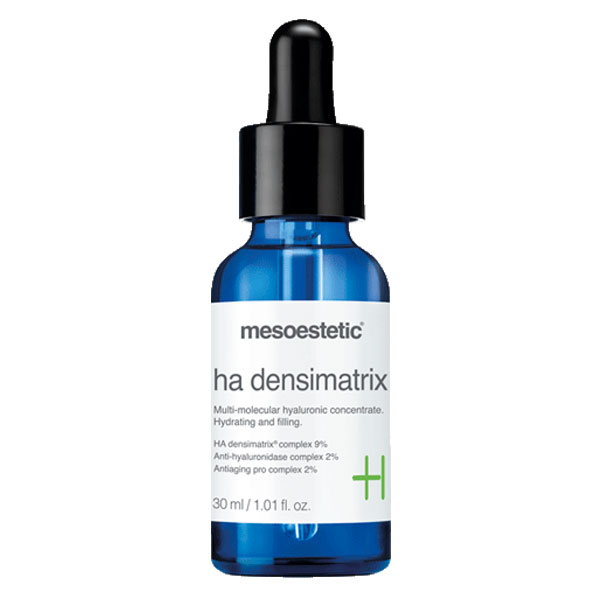 mesoestetic®
ha densimatrix
Multi-molecular hyaluronic concentrate.
Hydrating and filling.
HA densimatrix® complex 9%
Anti-hyaluronidase complex 2%
Antiaging pro complex 2%
+H
30 ml / 1.01 fl. oz.